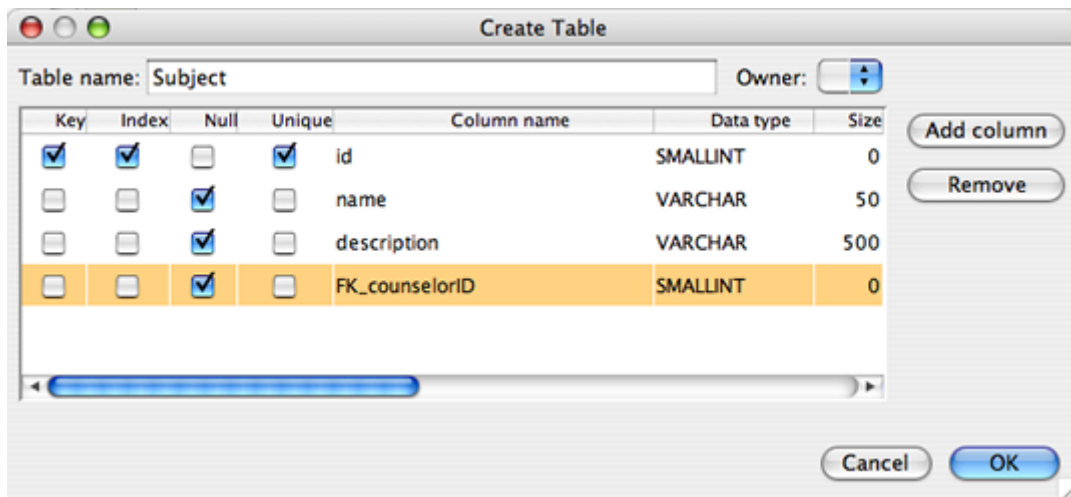 Create Table
Table name: Subject Owner:
Key Index Null Unique Column name Data type Size
id SMALLINT 0
name VARCHAR 50
description VARCHAR 500
FK_counselorID SMALLINT 0
Add column
Remove
Cancel OK